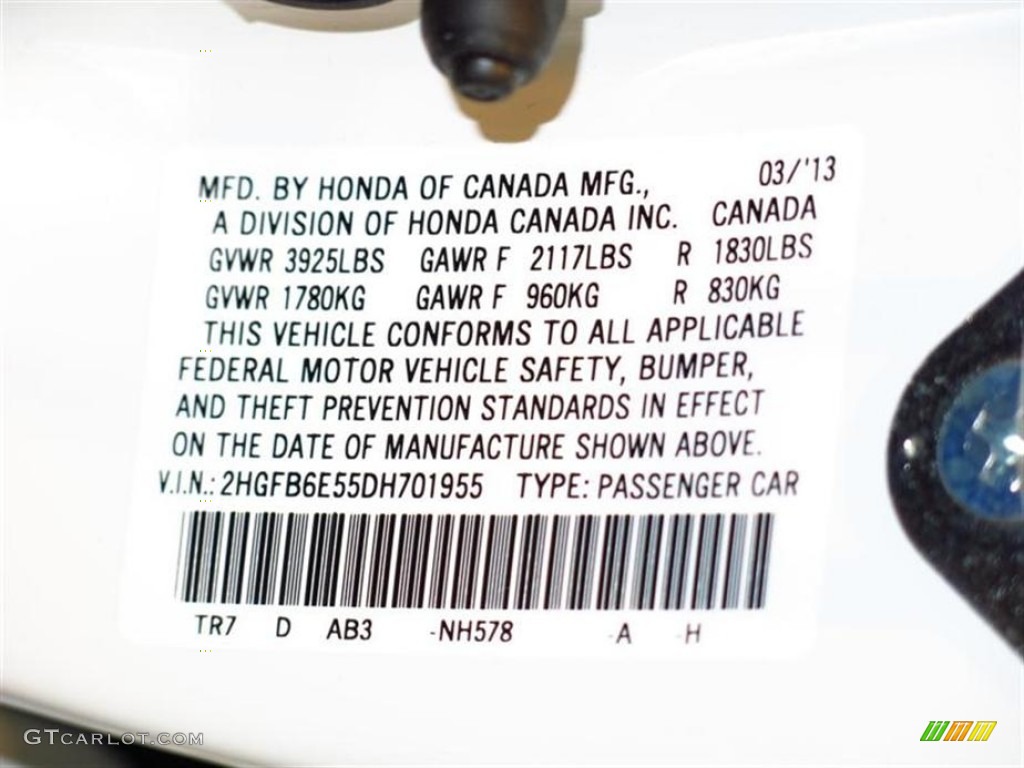 MFD. BY HONDA OF CANADA MFG., 03/'13
A DIVISION OF HONDA CANADA INC. CANADA
GVWR 3925LBS GAWR F 2117LBS R 1830LBS
GVWR 1780KG GAWR F 960KG R 830KG
THIS VEHICLE CONFORMS TO ALL APPLICABLE
FEDERAL MOTOR VEHICLE SAFETY, BUMPER,
AND THEFT PREVENTION STANDARDS IN EFFECT
ON THE DATE OF MANUFACTURE SHOWN ABOVE.
V.I.N.: 2HGFB6E55DH701955 TYPE: PASSENGER CAR
TR7 D AB3 -NH578 -A -H
GTCARLOT.COM